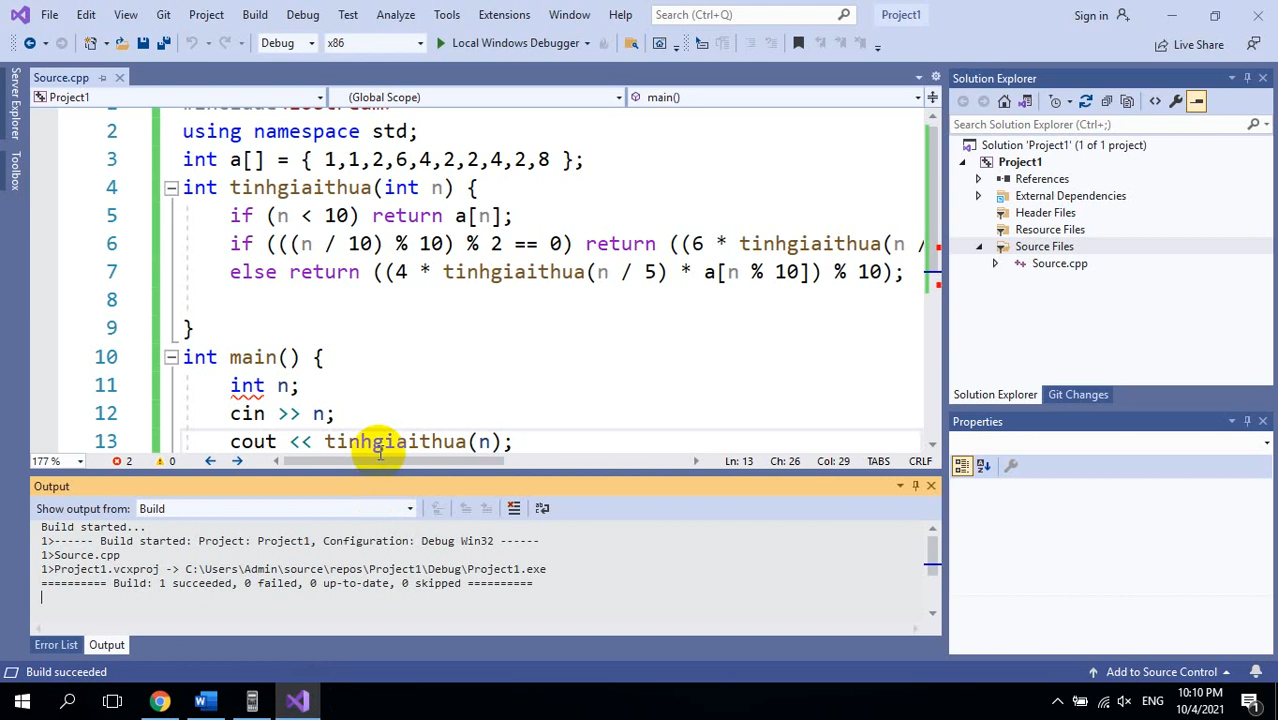 File Edit View Git Project Build Debug Test Analyze Tools Extensions Window Help Search (Ctrl+Q) Project1 Sign in
Debug x86 Local Windows Debugger Live Share
Server Explorer
Toolbox
Source.cpp
Project1 (Global Scope) main()
2 using namespace std;
3 int a[] = { 1,1,2,6,4,2,2,4,2,8 };
4 int tinhgiaithua(int n) {
5 if (n < 10) return a[n];
6 if (((n / 10) % 10) % 2 == 0) return ((6 * tinhgiaithua(n /
7 else return ((4 * tinhgiaithua(n / 5) * a[n % 10]) % 10);
8
9 }
10 int main() {
11 int n;
12 cin >> n;
13 cout << tinhgiaithua(n);
177 % 2 0 Ln: 13 Ch: 26 Col: 29 TABS CRLF
Output
Show output from: Build
Build started...
1>------ Build started: Project: Project1, Configuration: Debug Win32 ------
1>Source.cpp
1>Project1.vcxproj -> C:\Users\Admin\source\repos\Project1\Debug\Project1.exe
========== Build: 1 succeeded, 0 failed, 0 up-to-date, 0 skipped ==========
Error List Output
Solution Explorer
Search Solution Explorer (Ctrl+;)
Solution 'Project1' (1 of 1 project)
Project1
References
External Dependencies
Header Files
Resource Files
Source Files
Source.cpp
Solution Explorer Git Changes
Properties
Build succeeded Add to Source Control
ENG 10:10 PM
10/4/2021